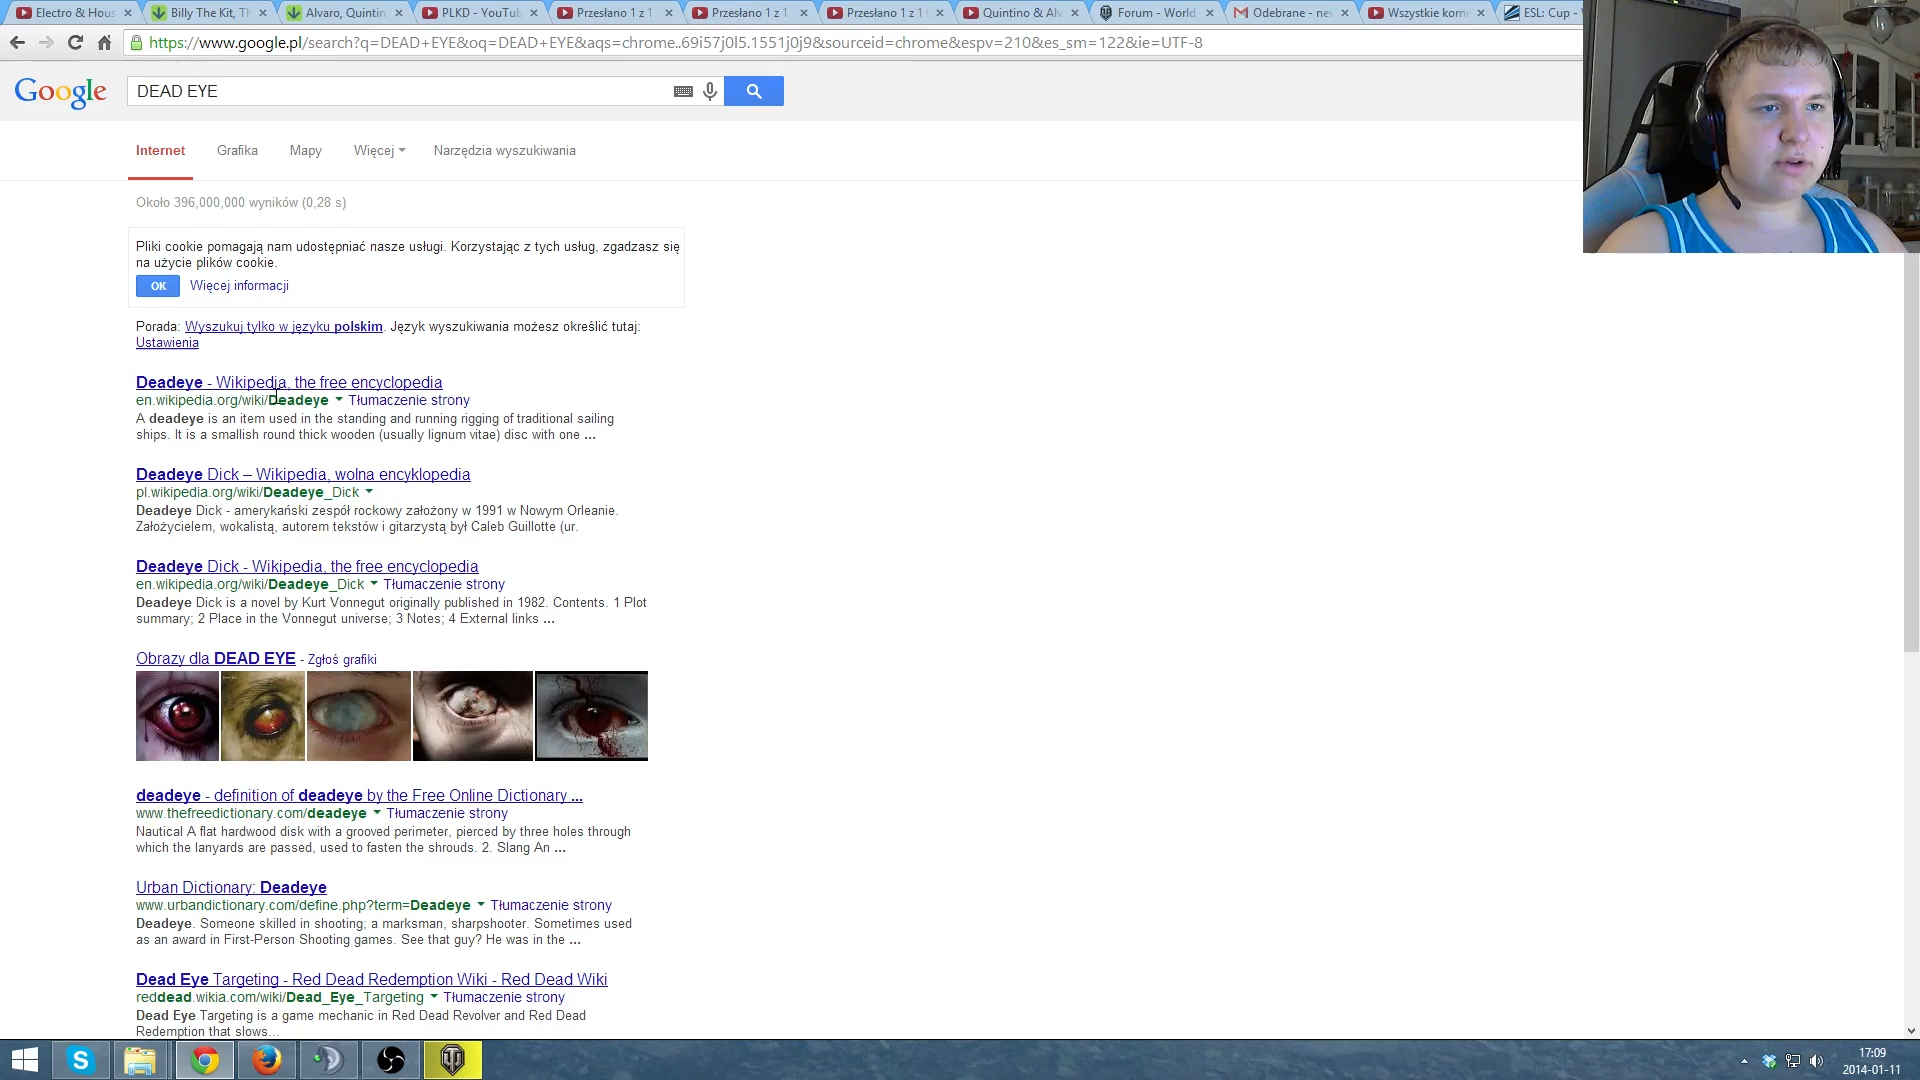 Electro & Hous
Billy The Kit, Th
Alvaro, Quintin
PLKD - YouTub
Przesłano 1 z 1
Przesłano 1 z 1
Przesłano 1 z 1
Quintino & Alv
Forum - World
Odebrane - ne
Wszystkie kom
ESL: Cup -
https://www.google.pl/search?q=DEAD+EYE&oq=DEAD+EYE&aqs=chrome..69i57j0l5.1551j0j9&sourceid=chrome&espv=210&es_sm=122&ie=UTF-8
Google
DEAD EYE
Internet
Grafika
Mapy
Więcej
Narzędzia wyszukiwania
Około 396,000,000 wyników (0,28 s)
Pliki cookie pomagają nam udostępniać nasze usługi. Korzystając z tych usług, zgadzasz się
na użycie plików cookie.
OK
Więcej informacji
Porada: Wyszukuj tylko w języku polskim. Język wyszukiwania możesz określić tutaj:
Ustawienia
Deadeye - Wikipedia, the free encyclopedia
en.wikipedia.org/wiki/Deadeye Tłumaczenie strony
A deadeye is an item used in the standing and running rigging of traditional sailing
ships. It is a smallish round thick wooden (usually lignum vitae) disc with one ...
Deadeye Dick – Wikipedia, wolna encyklopedia
pl.wikipedia.org/wiki/Deadeye_Dick
Deadeye Dick - amerykański zespół rockowy założony w 1991 w Nowym Orleanie.
Założycielem, wokalistą, autorem tekstów i gitarzystą był Caleb Guillotte (ur.
Deadeye Dick - Wikipedia, the free encyclopedia
en.wikipedia.org/wiki/Deadeye_Dick Tłumaczenie strony
Deadeye Dick is a novel by Kurt Vonnegut originally published in 1982. Contents. 1 Plot
summary; 2 Place in the Vonnegut universe; 3 Notes; 4 External links ...
Obrazy dla DEAD EYE - Zgłoś grafiki
deadeye - definition of deadeye by the Free Online Dictionary ...
www.thefreedictionary.com/deadeye Tłumaczenie strony
Nautical A flat hardwood disk with a grooved perimeter, pierced by three holes through
which the lanyards are passed, used to fasten the shrouds. 2. Slang An ...
Urban Dictionary: Deadeye
www.urbandictionary.com/define.php?term=Deadeye Tłumaczenie strony
Deadeye. Someone skilled in shooting; a marksman, sharpshooter. Sometimes used
as an award in First-Person Shooting games. See that guy? He was in the ...
Dead Eye Targeting - Red Dead Redemption Wiki - Red Dead Wiki
reddead.wikia.com/wiki/Dead_Eye_Targeting Tłumaczenie strony
Dead Eye Targeting is a game mechanic in Red Dead Revolver and Red Dead
Redemption that slows...
17:09
2014-01-11